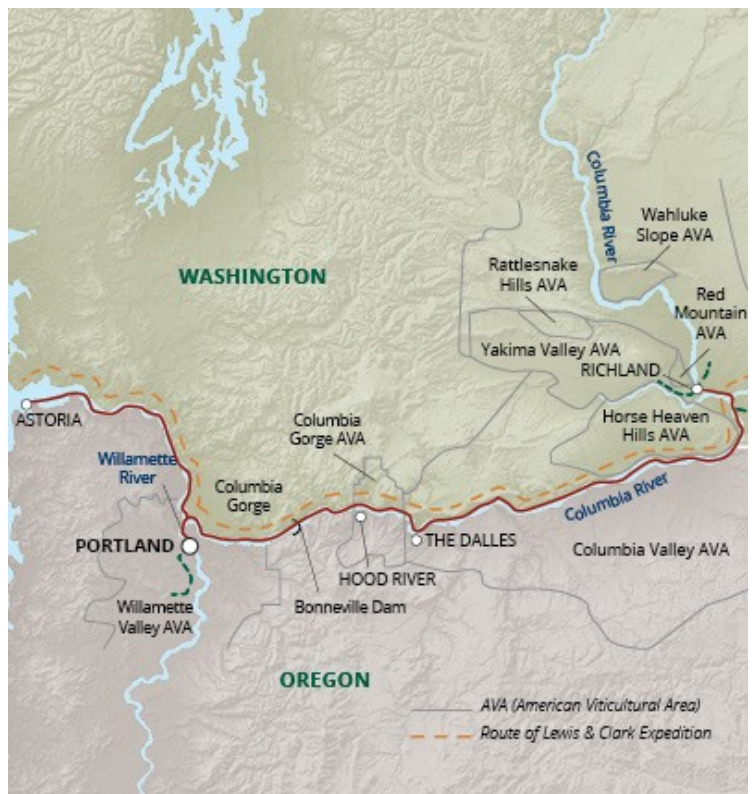 Columbia River
Wahluke
Slope AVA
WASHINGTON
Rattlesnake
Hills AVA
Red
Mountain
AVA
Yakima Valley AVA
RICHLAND
ASTORIA
Columbia
Gorge AVA
Horse Heaven
Hills AVA
Willamette
River
Columbia
Gorge
Columbia River
PORTLAND
THE DALLES
Columbia Valley AVA
HOOD RIVER
Willamette
Valley AVA
Bonneville Dam
OREGON
AVA (American Viticultural Area)
Route of Lewis & Clark Expedition